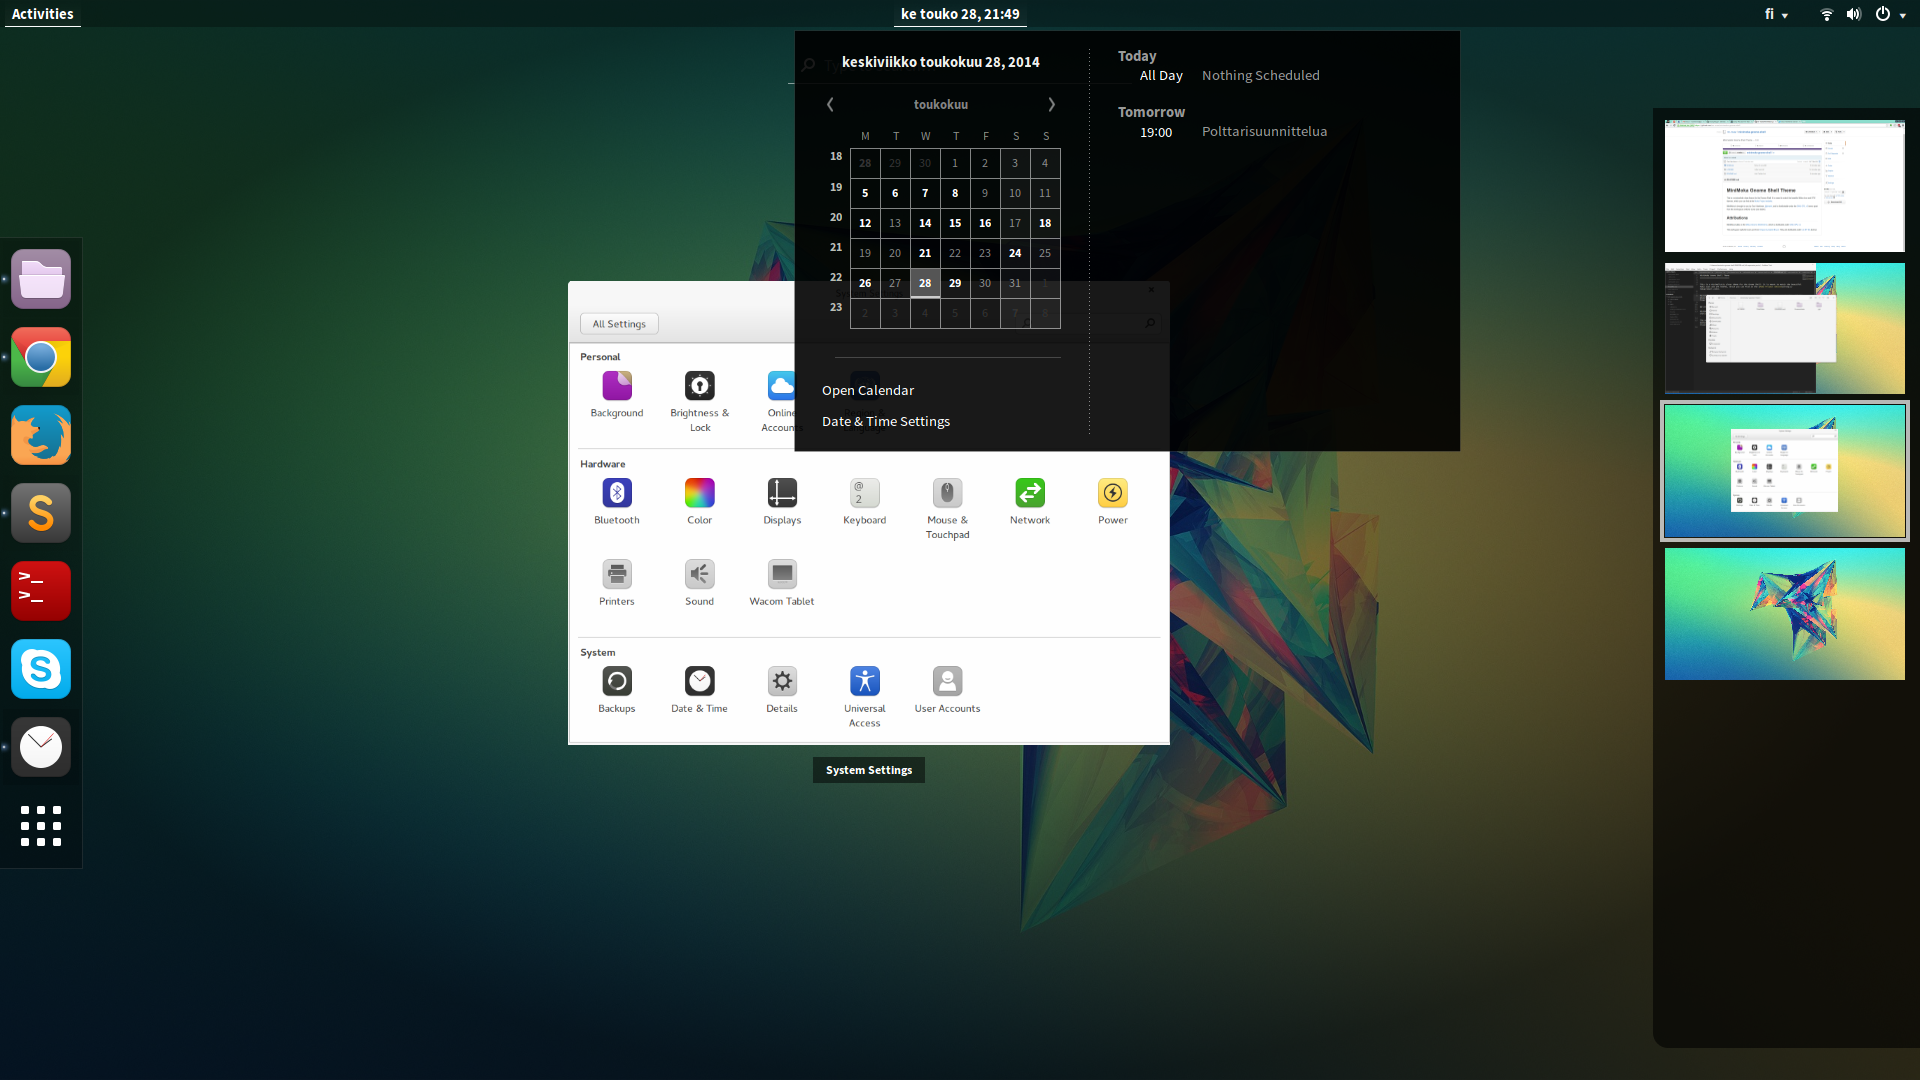 Activities
ke touko 28, 21:49
fi
keskiviikko toukokuu 28, 2014
toukokuu
M T W T F S S
18 28 29 30 1 2 3 4
19 5 6 7 8 9 10 11
20 12 13 14 15 16 17 18
21 19 20 21 22 23 24 25
22 26 27 28 29 30 31 1
23 2 3 4 5 6 7 8
Open Calendar
Date & Time Settings
Today
All Day Nothing Scheduled
Tomorrow
19:00 Polttarisuunnittelua
All Settings
Personal
Background
Brightness &
Lock
Online
Accoun
Hardware
Bluetooth
Color
Displays
@
2
Keyboard
Mouse &
Touchpad
Network
Power
Printers
Sound
Wacom Tablet
System
Backups
Date & Time
Details
Universal
Access
User Accounts
System Settings
S
>_
>_
S
MiniMoka Gnome Shell Theme